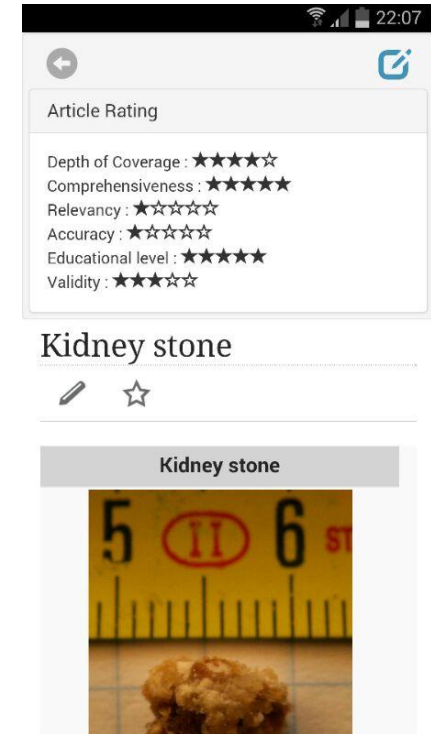 22:07
Article Rating
Depth of Coverage : ★★★★☆
Comprehensiveness : ★★★★★
Relevancy : ★☆☆☆☆
Accuracy : ★☆☆☆☆
Educational level : ★★★★★
Validity : ★★★☆☆
Kidney stone
Kidney stone
5 II 6 ST